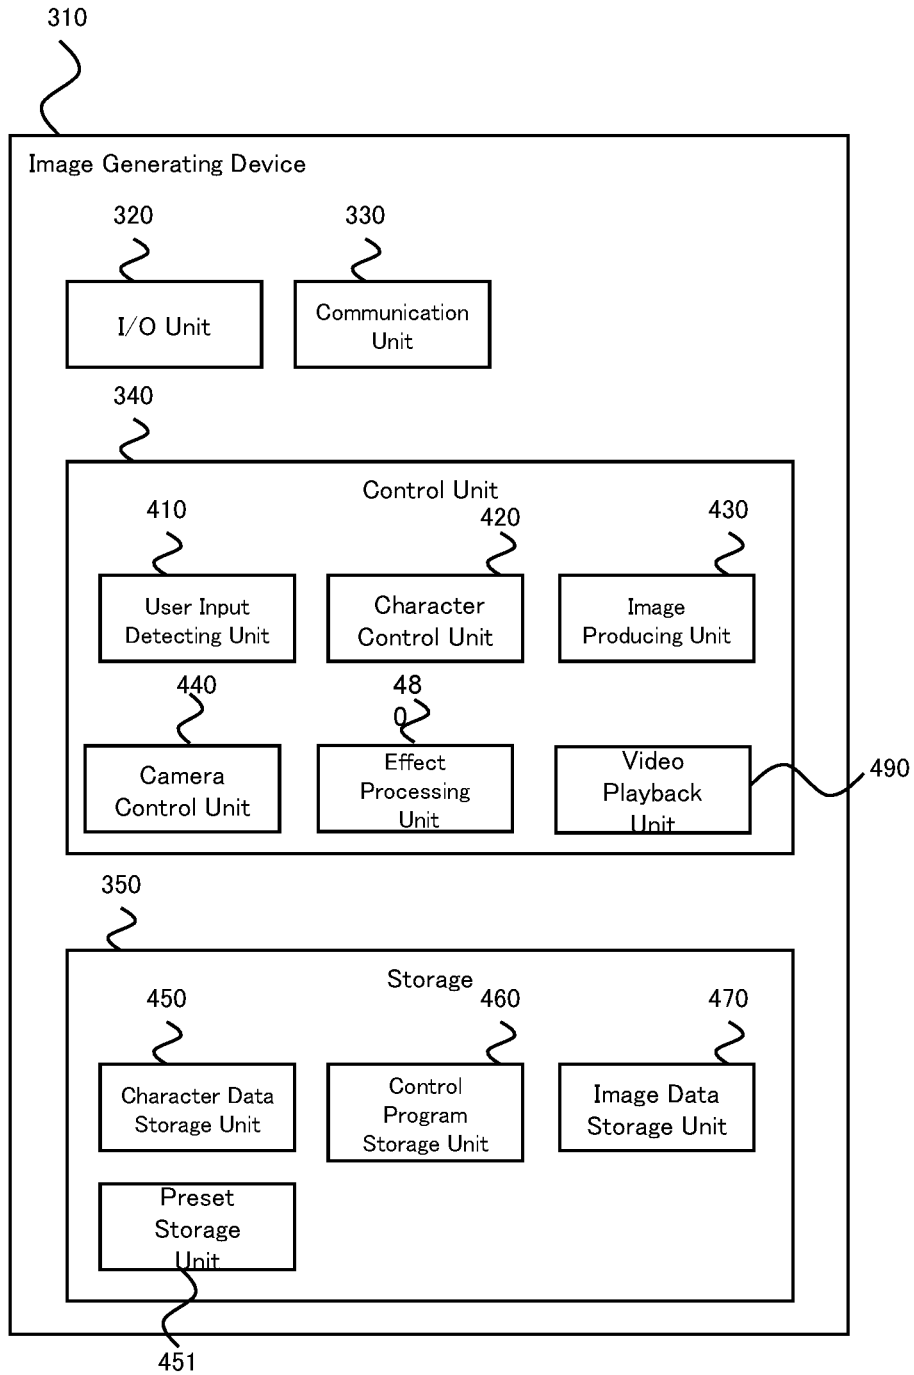 310
Image Generating Device
320
330
I/O Unit
Communication
Unit
340
Control Unit
410
420
430
User Input
Detecting Unit
Character
Control Unit
Image
Producing Unit
440
48
0
Camera
Control Unit
Effect
Processing
Unit
Video
Playback
Unit
490
350
Storage
450
460
470
Character Data
Storage Unit
Control
Program
Storage Unit
Image Data
Storage Unit
Preset
Storage
Unit
451